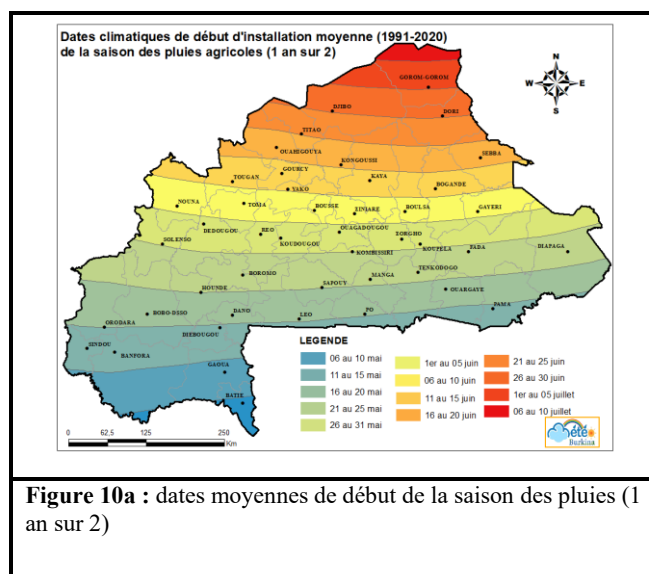 Dates climatiques de début d'installation moyenne (1991-2020)
de la saison des pluies agricoles (1 an sur 2)
N
W E
S
GOROM-GOROM
DJIBO
DORI
TITAO
OUAHIGOUYA
KONGOUSSI
SEBBA
GOURCY
TOUGAN
KAYA
YAKO
BOGANDE
NOUNA
TOMA
BOUSSE
ZINIARE
BOULSA
GAYERI
DEDOUGOU
REO
OUAGADOUGOU
SOLENSO
KOUDOUGOU
ZORGHO
KOUPELA
KOMBISSIRI
FADA
DIAPAGA
BOROMO
MANGA
TENKODOGO
HOUNDE
SAPOUY
OUARGAYE
BOBO-DSSO
DANO
LEO
PO
PAMA
ORODARA
DIEBOUGOU
SINDOU
BANFORA
GAOUA
BATIE
LEGENDE
06 au 10 mai
11 au 15 mai
16 au 20 mai
21 au 25 mai
26 au 31 mai
1er au 05 juin
06 au 10 juin
11 au 15 juin
16 au 20 juin
21 au 25 juin
26 au 30 juin
1er au 05 juillet
06 au 10 juillet
0 62,5 125 250
Km
météo
Burkina
Figure 10a : dates moyennes de début de la saison des pluies (1
an sur 2)